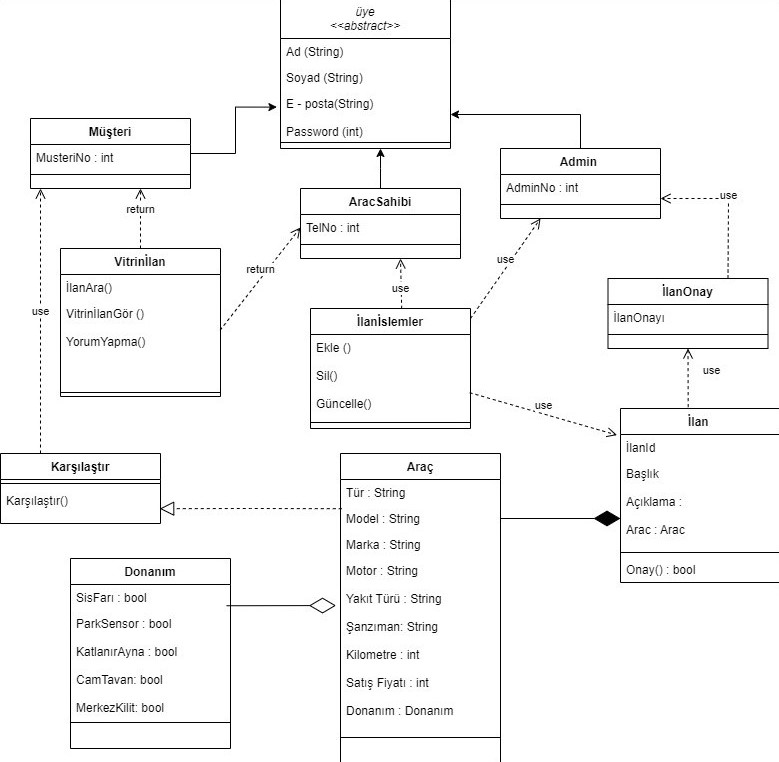 üye
<<abstract>>
Ad (String)
Soyad (String)
E - posta(String)
Password (int)
Müşteri
MusteriNo : int
AracSahibi
TelNo : int
Admin
AdminNo : int
use
return
Vitrinİlan
İlanAra()
VitrinİlanGör ()
YorumYapma()
return
use
use
use
İlanİslemler
Ekle ()
Sil()
Güncelle()
use
İlanOnay
İlanOnayı
use
İlan
İlanId
Başlık
Açıklama :
Arac : Arac
Onay() : bool
Karşılaştır
Karşılaştır()
Araç
Tür : String
Model : String
Marka : String
Motor : String
Yakıt Türü : String
Şanzıman: String
Kilometre : int
Satış Fiyatı : int
Donanım : Donanım
Donanım
SisFarı : bool
ParkSensor : bool
KatlanırAyna : bool
CamTavan: bool
MerkezKilit: bool